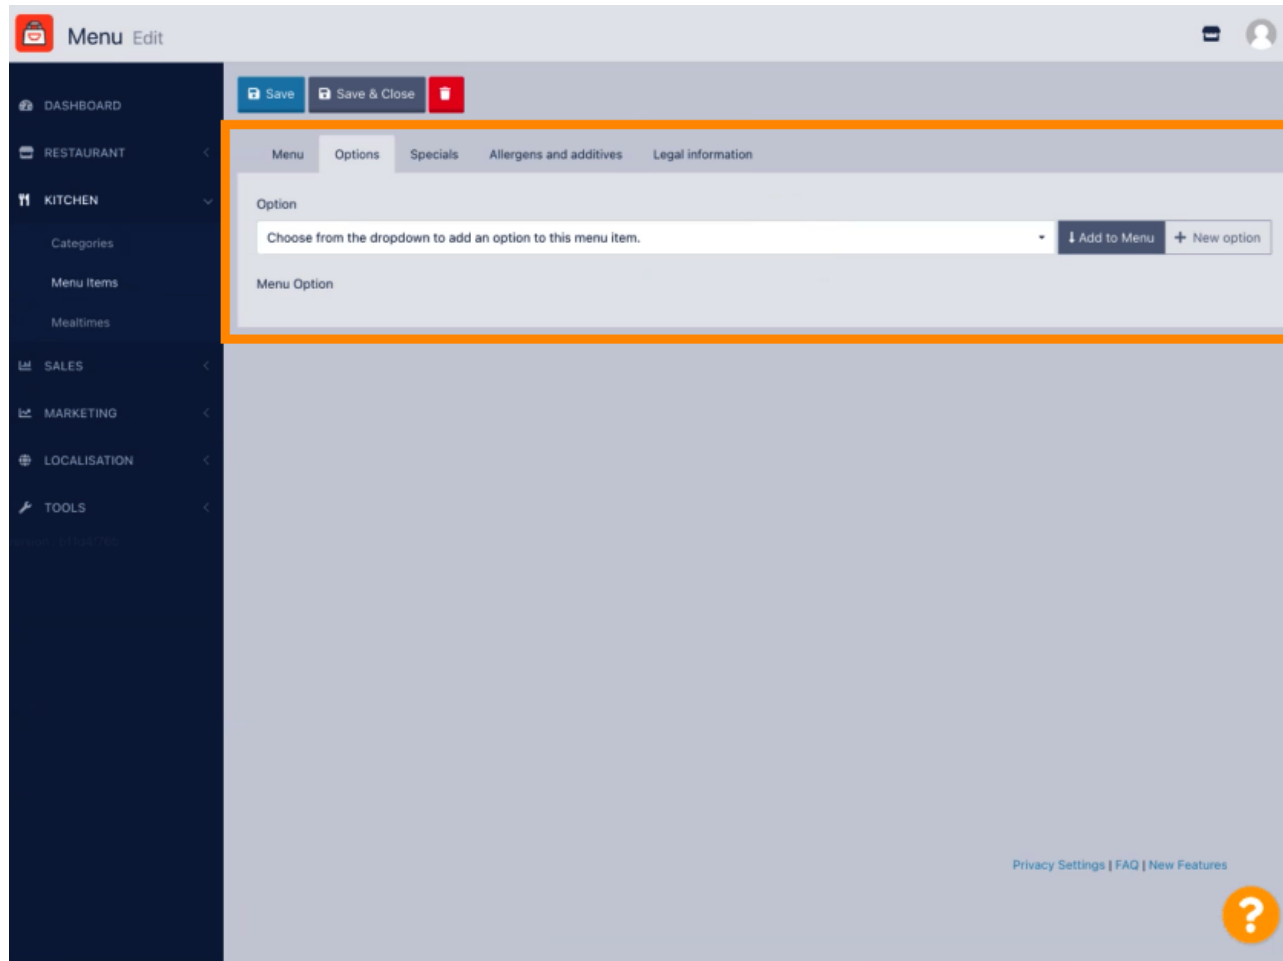 Menu Edit
DASHBOARD
RESTAURANT
KITCHEN
Categories
Menu Items
Mealtimes
SALES
MARKETING
LOCALISATION
TOOLS
Save
Save & Close
Menu
Options
Specials
Allergens and additives
Legal information
Option
Choose from the dropdown to add an option to this menu item.
Add to Menu
+ New option
Menu Option
Privacy Settings | FAQ | New Features
?